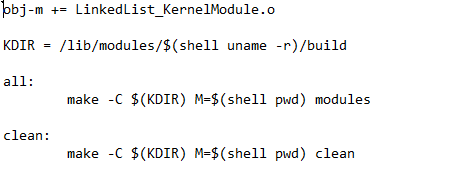 obj-m += LinkedList_KernelModule.o
KDIR = /lib/modules/$(shell uname -r)/build
all:
make -C $(KDIR) M=$(shell pwd) modules
clean:
make -C $(KDIR) M=$(shell pwd) clean